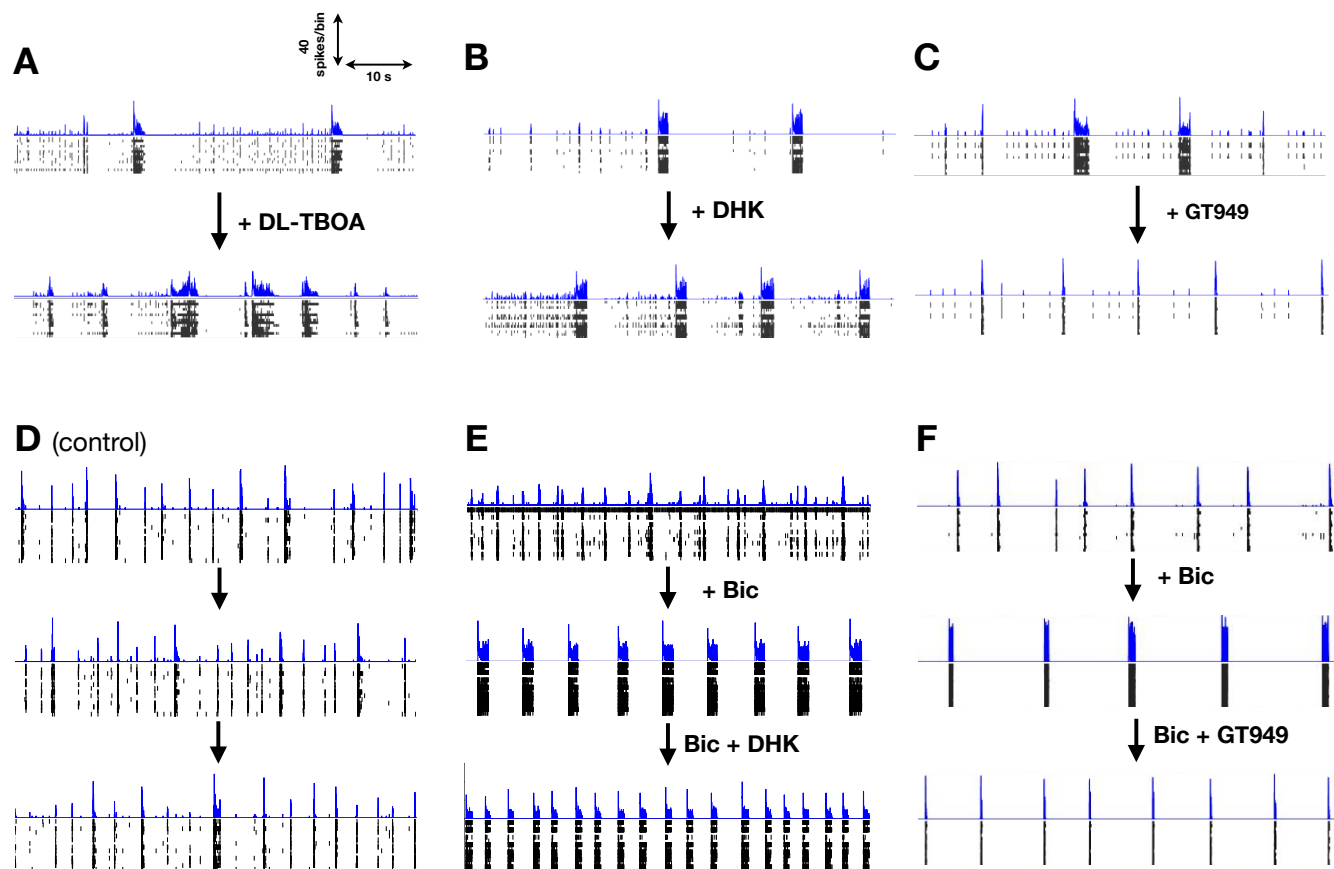 A
40
spikes/bin
10 s
B
C
+ DL-TBOA
+ DHK
+ GT949
D (control)
E
F
+ Bic
+ Bic
Bic + DHK
Bic + GT949